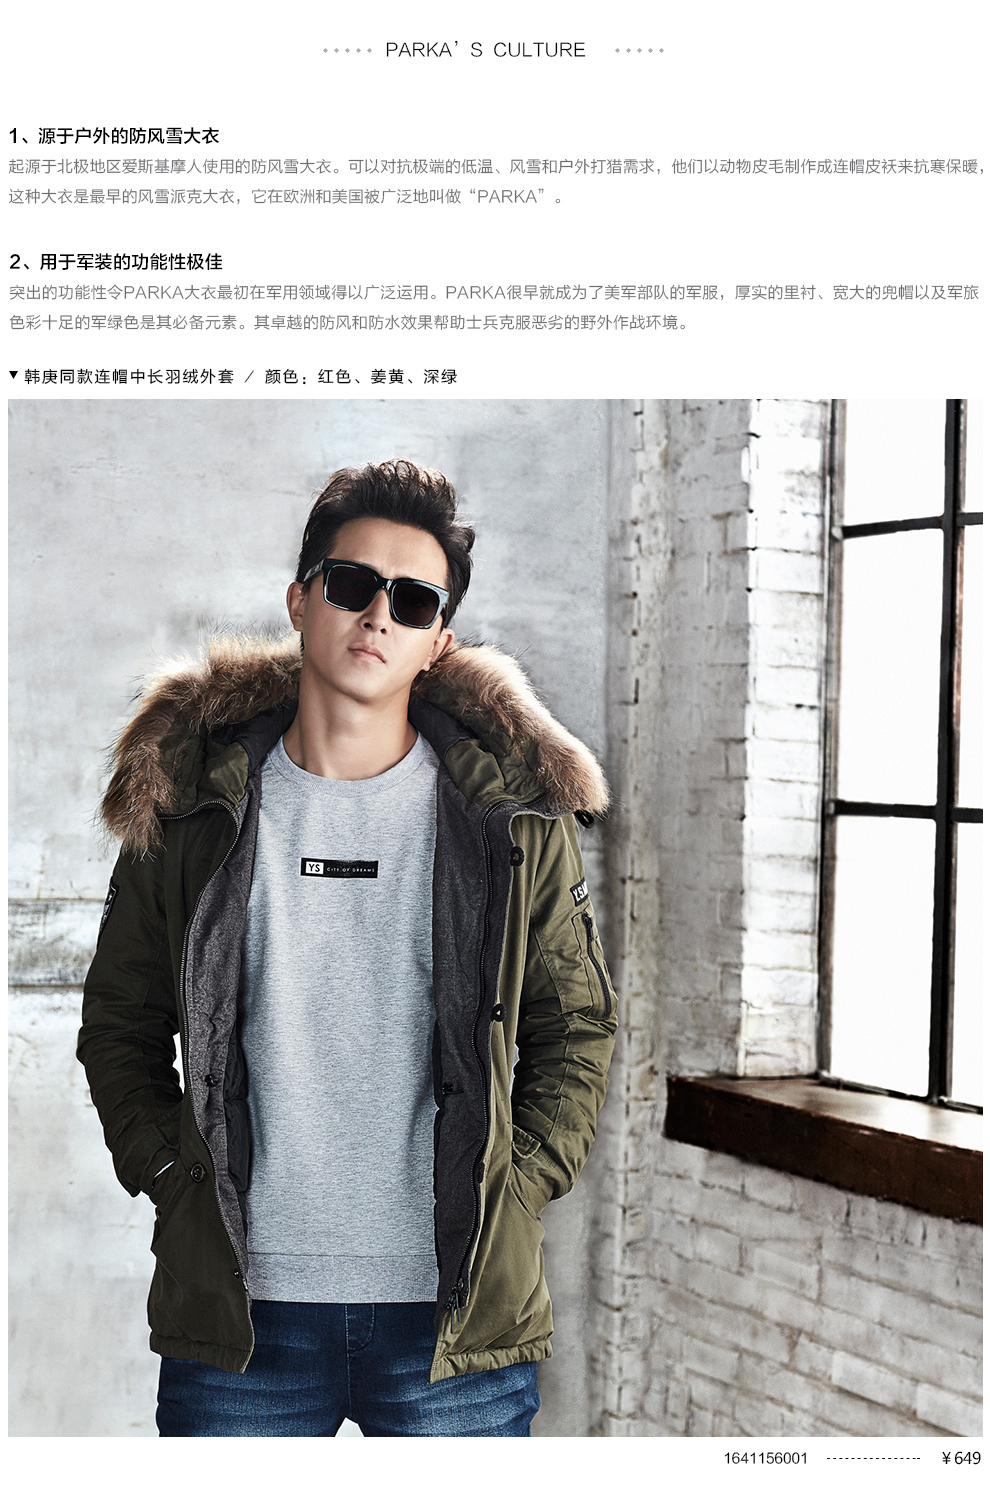 PARKA’S CULTURE
1、源于户外的防风雪大衣
起源于北极地区爱斯基摩人使用的防风雪大衣。可以对抗极端的低温、风雪和户外打猎需求，他们以动物皮毛制作成连帽皮袄来抗寒保暖，
这种大衣是最早的风雪派克大衣，它在欧洲和美国被广泛地叫做“PARKA”。
2、用于军装的功能性极佳
突出的功能性令PARKA大衣最初在军用领域得以广泛运用。PARKA很早就成为了美军部队的军服，厚实的里衬、宽大的兜帽以及军旅
色彩十足的军绿色是其必备元素。其卓越的防风和防水效果帮助士兵克服恶劣的野外作战环境。
▼韩庚同款连帽中长羽绒外套 / 颜色：红色、姜黄、深绿
YS CITY OF DREAMS
Y.S.
1641156001 ---------------- ￥649